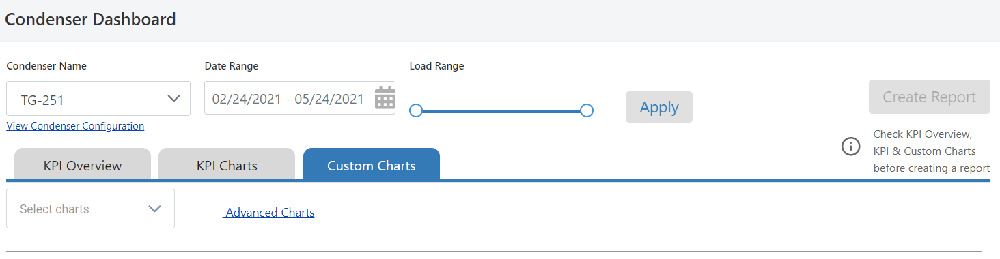 Condenser Dashboard
Condenser Name
Date Range
Load Range
TG-251
02/24/2021 - 05/24/2021
Apply
Create Report
View Condenser Configuration
Check KPI Overview,
KPI & Custom Charts
before creating a report
KPI Overview
KPI Charts
Custom Charts
Select charts
Advanced Charts